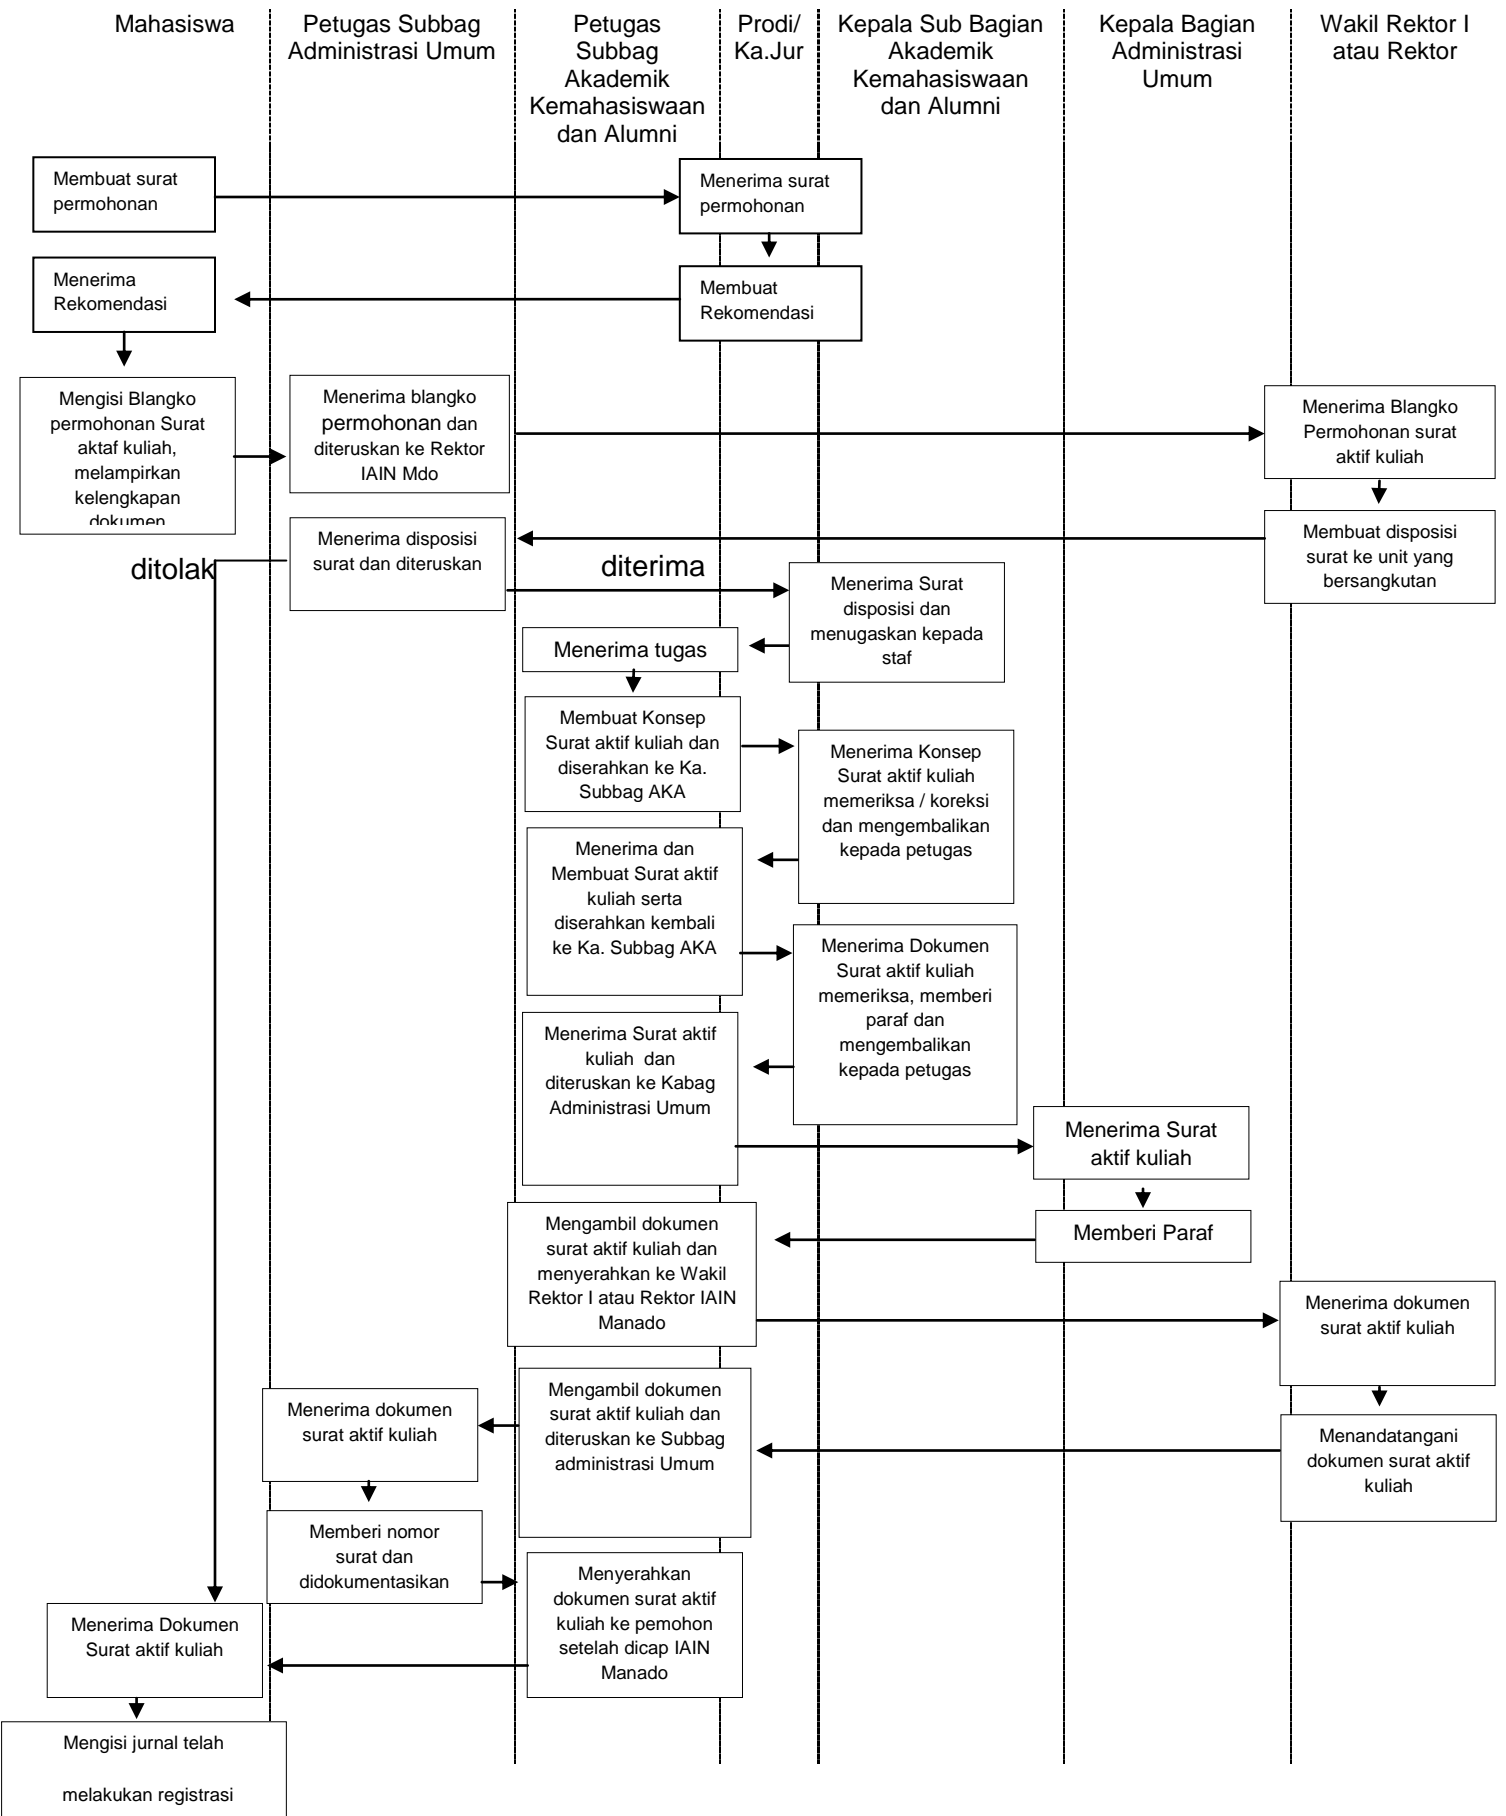 Mahasiswa
Petugas Subbag
Administrasi Umum
Petugas
Subbag
Akademik
Kemahasiswaan
dan Alumni
Prodi/
Ka.Jur
Kepala Sub Bagian
Akademik
Kemahasiswaan
dan Alumni
Kepala Bagian
Administrasi
Umum
Wakil Rektor I
atau Rektor
Membuat surat
permohonan
Menerima surat
permohonan
Menerima
Rekomendasi
Membuat
Rekomendasi
Mengisi Blangko
permohonan Surat
aktaf kuliah,
melampirkan
kelengkapan
dokumen
Menerima blangko
permohonan dan
diteruskan ke Rektor
IAIN Mdo
Menerima Blangko
Permohonan surat
aktif kuliah
Menerima disposisi
surat dan diteruskan
Membuat disposisi
surat ke unit yang
bersangkutan
ditolak
diterima
Menerima Surat
disposisi dan
menugaskan kepada
staf
Menerima tugas
Membuat Konsep
Surat aktif kuliah dan
diserahkan ke Ka.
Subbag AKA
Menerima Konsep
Surat aktif kuliah
memeriksa / koreksi
dan mengembalikan
kepada petugas
Menerima dan
Membuat Surat aktif
kuliah serta
diserahkan kembali
ke Ka. Subbag AKA
Menerima Dokumen
Surat aktif kuliah
memeriksa, memberi
paraf dan
mengembalikan
kepada petugas
Menerima Surat aktif
kuliah dan
diteruskan ke Kabag
Administrasi Umum
Menerima Surat
aktif kuliah
Memberi Paraf
Mengambil dokumen
surat aktif kuliah dan
menyerahkan ke Wakil
Rektor I atau Rektor IAIN
Manado
Menerima dokumen
surat aktif kuliah
Menandatangani
dokumen surat aktif
kuliah
Mengambil dokumen
surat aktif kuliah dan
diteruskan ke Subbag
administrasi Umum
Menerima dokumen
surat aktif kuliah
Memberi nomor
surat dan
didokumentasikan
Menyerahkan
dokumen surat aktif
kuliah ke pemohon
setelah dicap IAIN
Manado
Menerima Dokumen
Surat aktif kuliah
Mengisi jurnal telah
melakukan registrasi